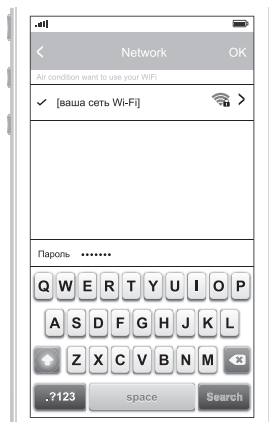 Network OK
Air condition want to use your WiFi
[ваша сеть Wi-Fi]
Пароль •••••••
Q W E R T Y U I O P
A S D F G H J K L
Z X C V B N M
.?123 space Search